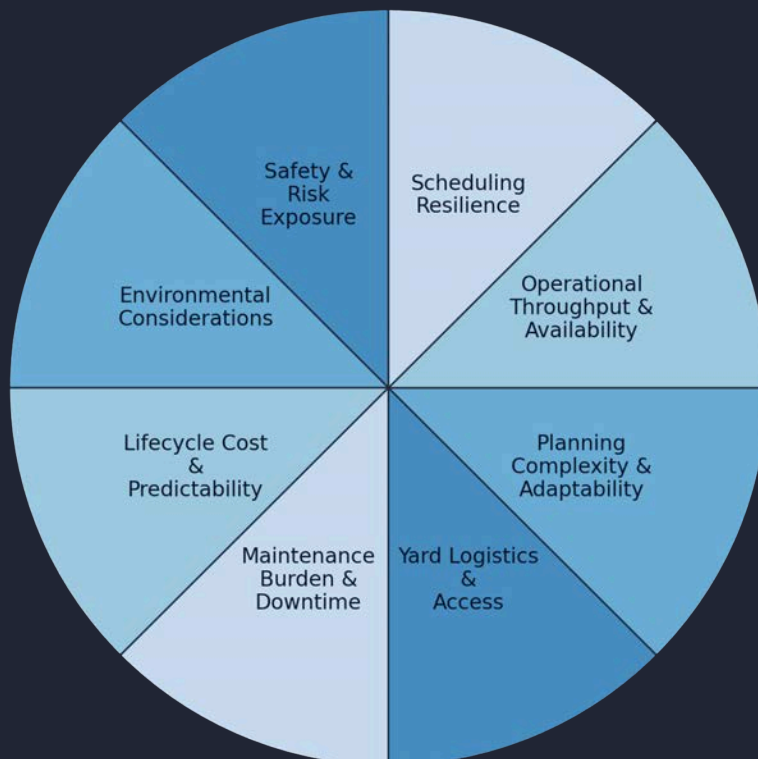 Safety &
Risk
Exposure
Scheduling
Resilience
Operational
Throughput &
Availability
Planning
Complexity &
Adaptability
Yard Logistics
&
Access
Maintenance
Burden &
Downtime
Lifecycle Cost
&
Predictability
Environmental
Considerations